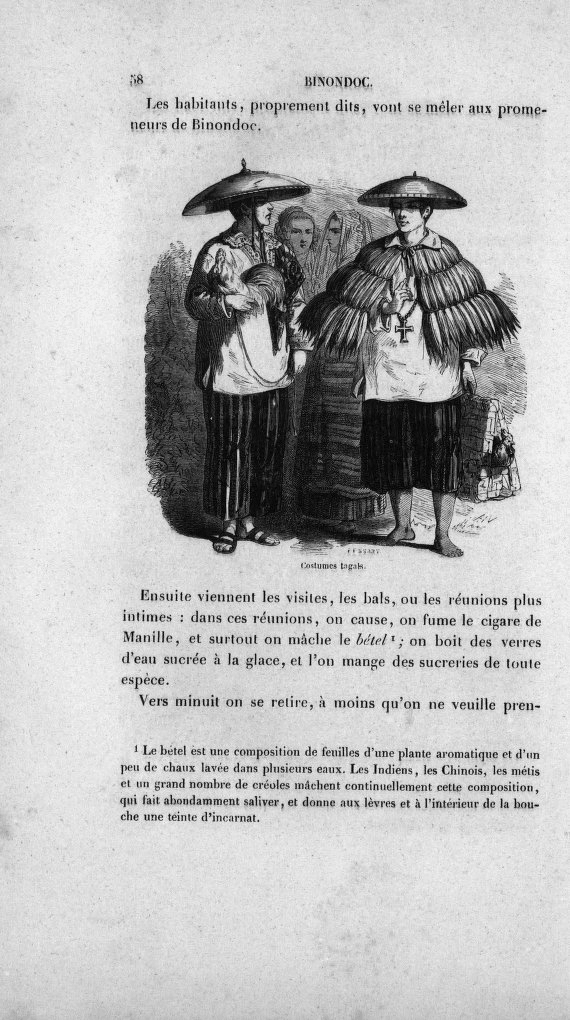 58
BINONDOC.
Les habitants, proprement dits, vont se mêler aux prome-
neurs de Binondoc.
Costumes tagals.
Ensuite viennent les visites, les bals, ou les réunions plus
intimes : dans ces réunions, on cause, on fume le cigare de
Manille, et surtout on mâche le bétel ¹ ; on boit des verres
d'eau sucrée à la glace, et l'on mange des sucreries de toute
espèce.
Vers minuit on se retire, à moins qu'on ne veuille pren-
¹ Le bétel est une composition de feuilles d'une plante aromatique et d'un
peu de chaux lavée dans plusieurs eaux. Les Indiens, les Chinois, les métis
et un grand nombre de créoles mâchent continuellement cette composition,
qui fait abondamment saliver, et donne aux lèvres et à l'intérieur de la bou-
che une teinte d'incarnat.